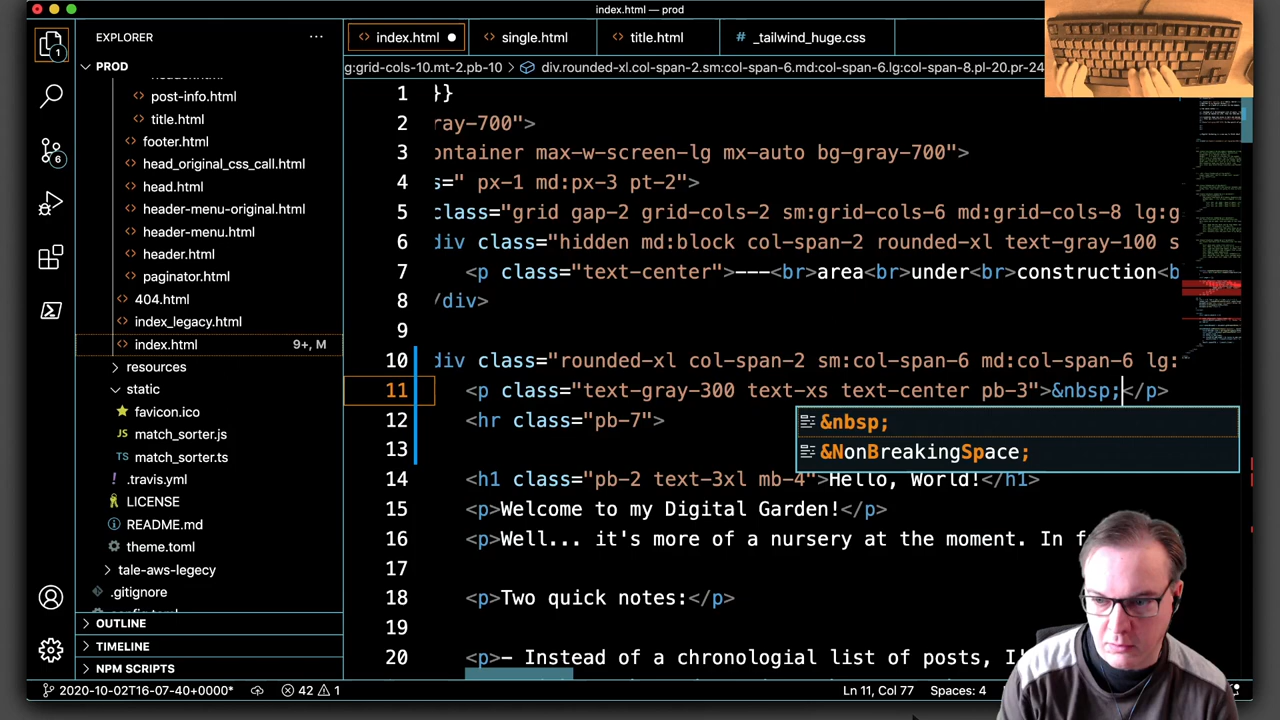 index.html — prod
EXPLORER
PROD
post-info.html
title.html
footer.html
head_original_css_call.html
head.html
header-menu-original.html
header-menu.html
header.html
paginator.html
404.html
index_legacy.html
index.html 9+, M
resources
static
favicon.ico
match_sorter.js
match_sorter.ts
.travis.yml
LICENSE
README.md
theme.toml
tale-aws-legacy
.gitignore
OUTLINE
TIMELINE
NPM SCRIPTS
index.html single.html title.html _tailwind_huge.css
g:grid-cols-10.mt-2.pb-10 > div.rounded-xl.col-span-2.sm:col-span-6.md:col-span-6.lg:col-span-8.pl-20.pr-24
1 }}
2 ray-700">
3 ontainer max-w-screen-lg mx-auto bg-gray-700">
4 s=" px-1 md:px-3 pt-2">
5 class="grid gap-2 grid-cols-2 sm:grid-cols-6 md:grid-cols-8 lg:g
6 div class="hidden md:block col-span-2 rounded-xl text-gray-100 s
7 <p class="text-center">---<br>area<br>under<br>construction<b
8 /div>
9
10 div class="rounded-xl col-span-2 sm:col-span-6 md:col-span-6 lg:
11 <p class="text-gray-300 text-xs text-center pb-3">&nbsp;</p>
12 <hr class="pb-7">
&nbsp;
&NonBreakingSpace;
13
14 <h1 class="pb-2 text-3xl mb-4">Hello, World!</h1>
15 <p>Welcome to my Digital Garden!</p>
16 <p>Well... it's more of a nursery at the moment. In f
17
18 <p>Two quick notes:</p>
19
20 <p>– Instead of a chronologial list of posts, I'
2020-10-02T16-07-40+0000* 42 1 Ln 11, Col 77 Spaces: 4
1
6